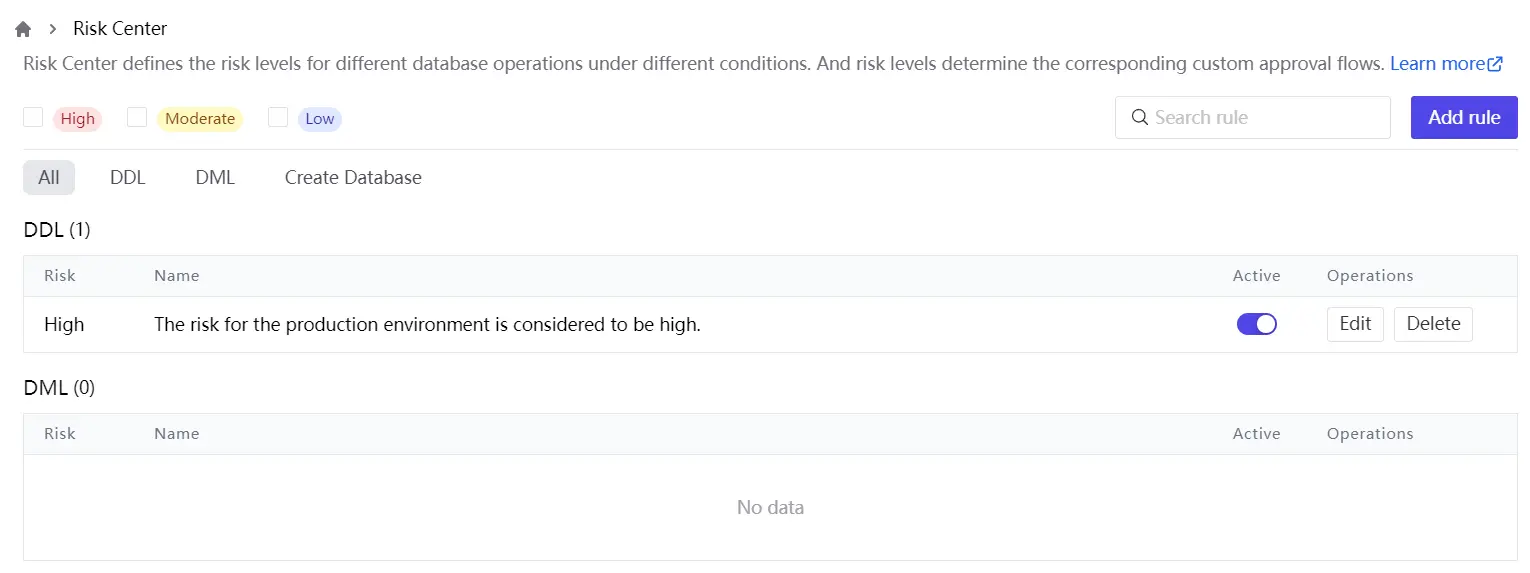 Risk Center
Risk Center defines the risk levels for different database operations under different conditions. And risk levels determine the corresponding custom approval flows. Learn more
High Moderate Low Search rule Add rule
All DDL DML Create Database
DDL (1)
Risk Name Active Operations
High The risk for the production environment is considered to be high. Edit Delete
DML (0)
Risk Name Active Operations
No data